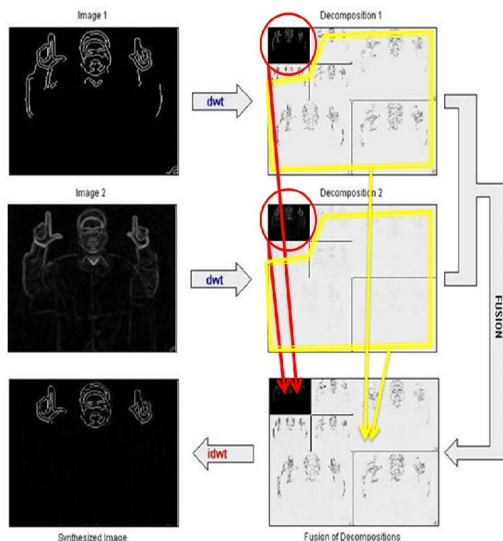 Image 1
Decomposition 1
dwt
Image 2
Decomposition 2
dwt
FUSION
idwt
Synthesized Image
Fusion of Decompositions